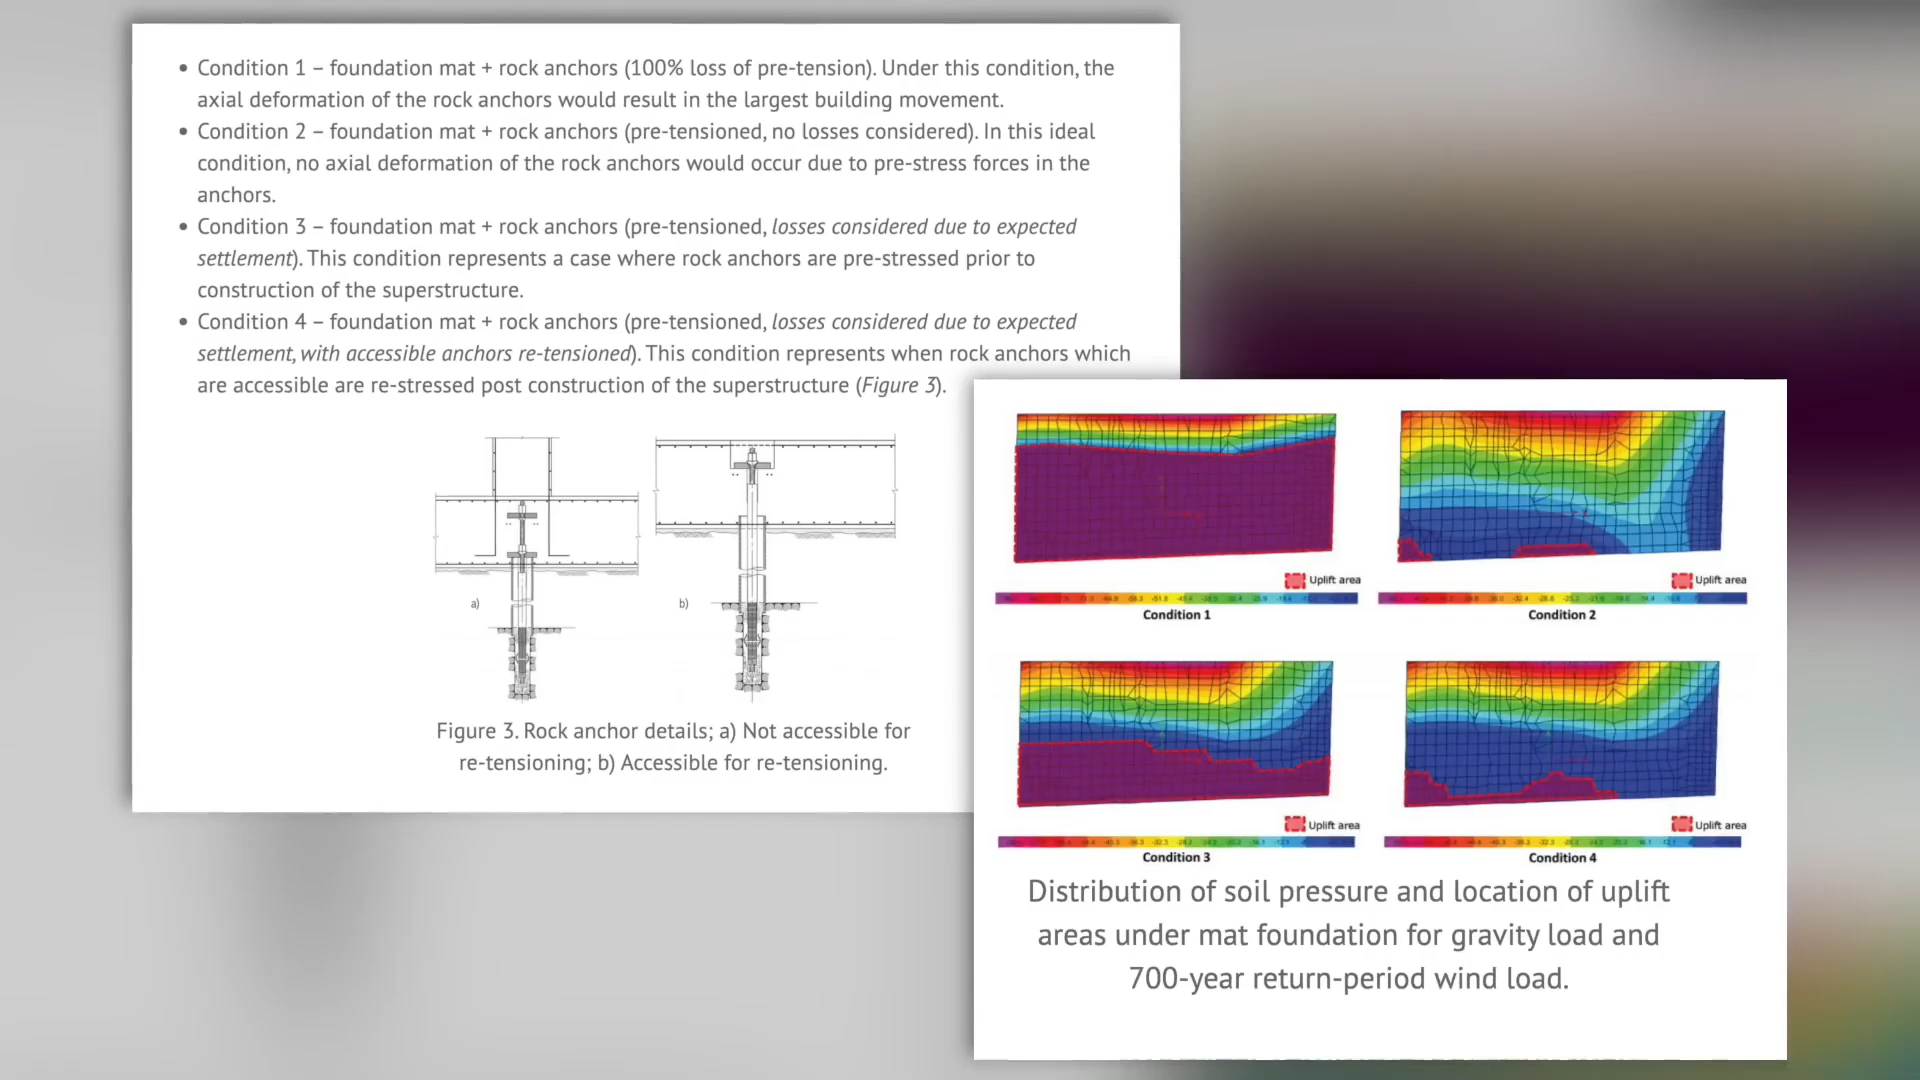 • Condition 1 – foundation mat + rock anchors (100% loss of pre-tension). Under this condition, the
axial deformation of the rock anchors would result in the largest building movement.
• Condition 2 – foundation mat + rock anchors (pre-tensioned, no losses considered). In this ideal
condition, no axial deformation of the rock anchors would occur due to pre-stress forces in the
anchors.
• Condition 3 – foundation mat + rock anchors (pre-tensioned, losses considered due to expected
settlement). This condition represents a case where rock anchors are pre-stressed prior to
construction of the superstructure.
• Condition 4 – foundation mat + rock anchors (pre-tensioned, losses considered due to expected
settlement, with accessible anchors re-tensioned). This condition represents when rock anchors which
are accessible are re-stressed post construction of the superstructure (Figure 3).
a)
b)
Figure 3. Rock anchor details; a) Not accessible for
re-tensioning; b) Accessible for re-tensioning.
Uplift area
Condition 1
Uplift area
Condition 2
Uplift area
Condition 3
Uplift area
Condition 4
Distribution of soil pressure and location of uplift
areas under mat foundation for gravity load and
700-year return-period wind load.